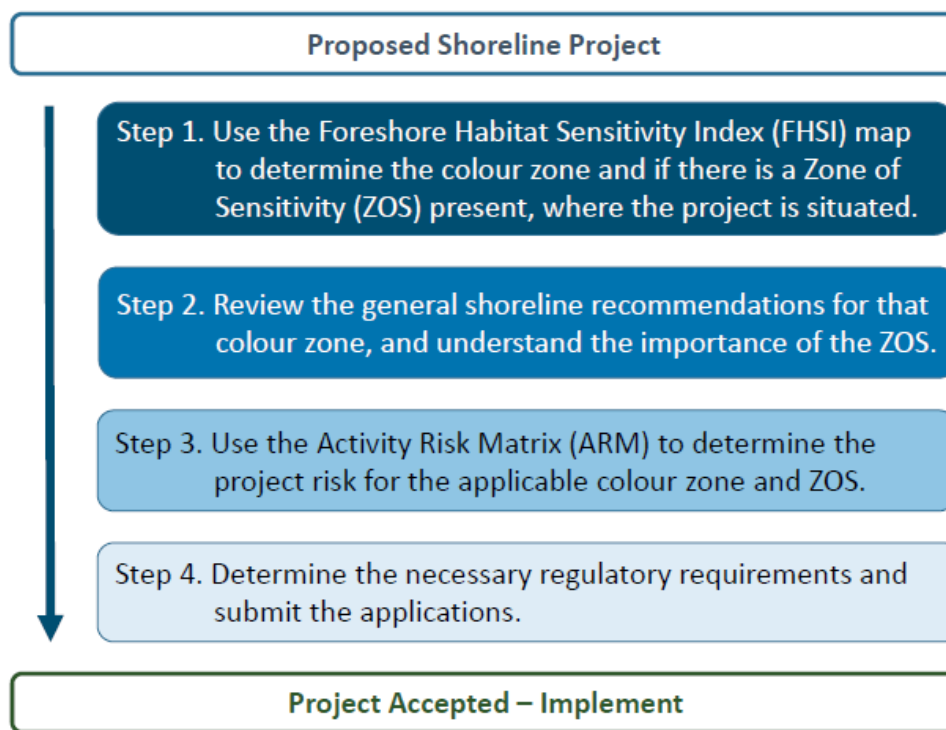 Proposed Shoreline Project
Step 1. Use the Foreshore Habitat Sensitivity Index (FHSI) map
to determine the colour zone and if there is a Zone of
Sensitivity (ZOS) present, where the project is situated.
Step 2. Review the general shoreline recommendations for that
colour zone, and understand the importance of the ZOS.
Step 3. Use the Activity Risk Matrix (ARM) to determine the
project risk for the applicable colour zone and ZOS.
Step 4. Determine the necessary regulatory requirements and
submit the applications.
Project Accepted – Implement